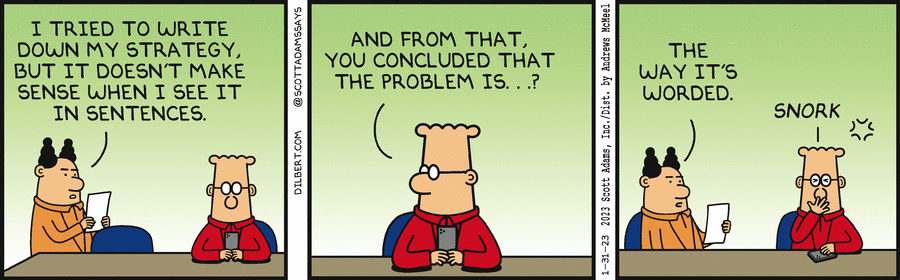 I TRIED TO WRITE
DOWN MY STRATEGY,
BUT IT DOESN'T MAKE
SENSE WHEN I SEE IT
IN SENTENCES.
DILBERT.COM @SCOTTADAMSSAYS
AND FROM THAT,
YOU CONCLUDED THAT
THE PROBLEM IS. . .?
1-31-23 2023 Scott Adams, Inc./Dist. by Andrews McMeel
THE
WAY IT'S
WORDED.
SNORK